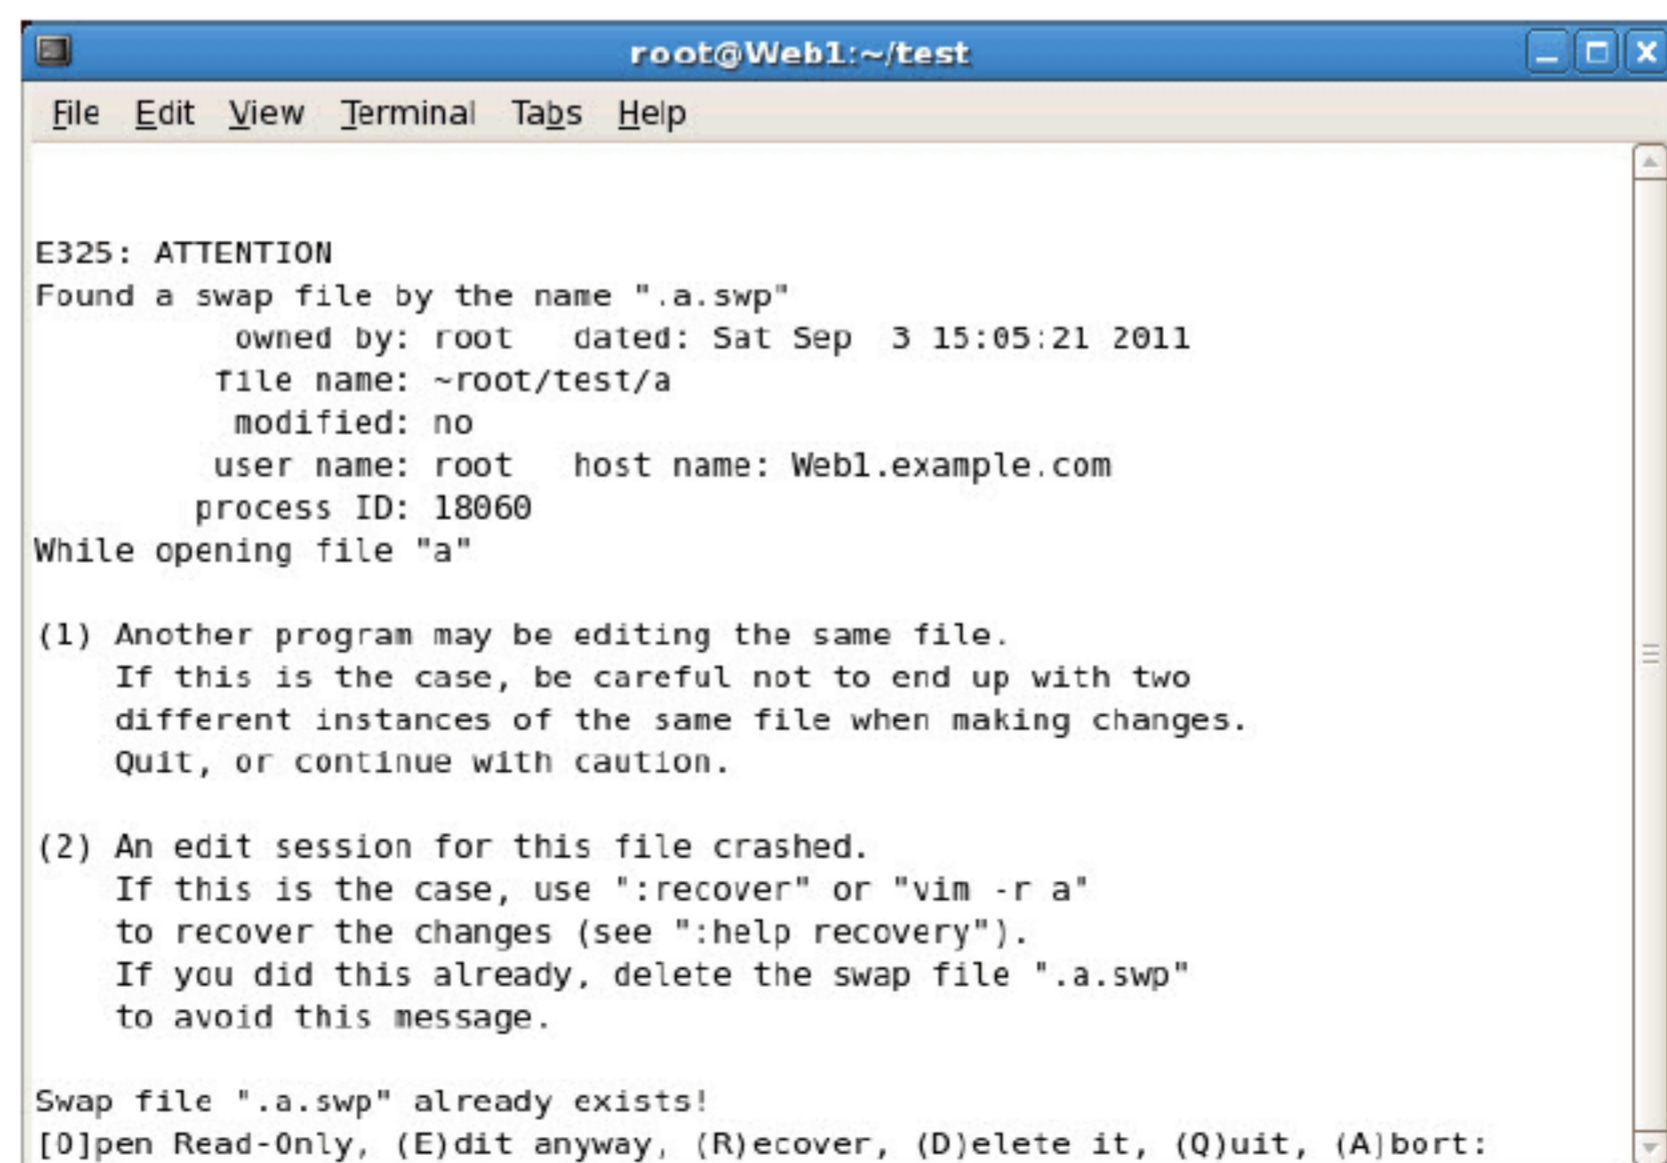 root@Web1:~/test
File Edit View Terminal Tabs Help
E325: ATTENTION
Found a swap file by the name ".a.swp"
          owned by: root   dated: Sat Sep  3 15:05:21 2011
         file name: ~root/test/a
          modified: no
         user name: root   host name: Web1.example.com
        process ID: 18060
While opening file "a"

(1) Another program may be editing the same file.
    If this is the case, be careful not to end up with two
    different instances of the same file when making changes.
    Quit, or continue with caution.

(2) An edit session for this file crashed.
    If this is the case, use ":recover" or "vim -r a"
    to recover the changes (see ":help recovery").
    If you did this already, delete the swap file ".a.swp"
    to avoid this message.

Swap file ".a.swp" already exists!
[O]pen Read-Only, (E)dit anyway, (R)ecover, (D)elete it, (Q)uit, (A)bort: